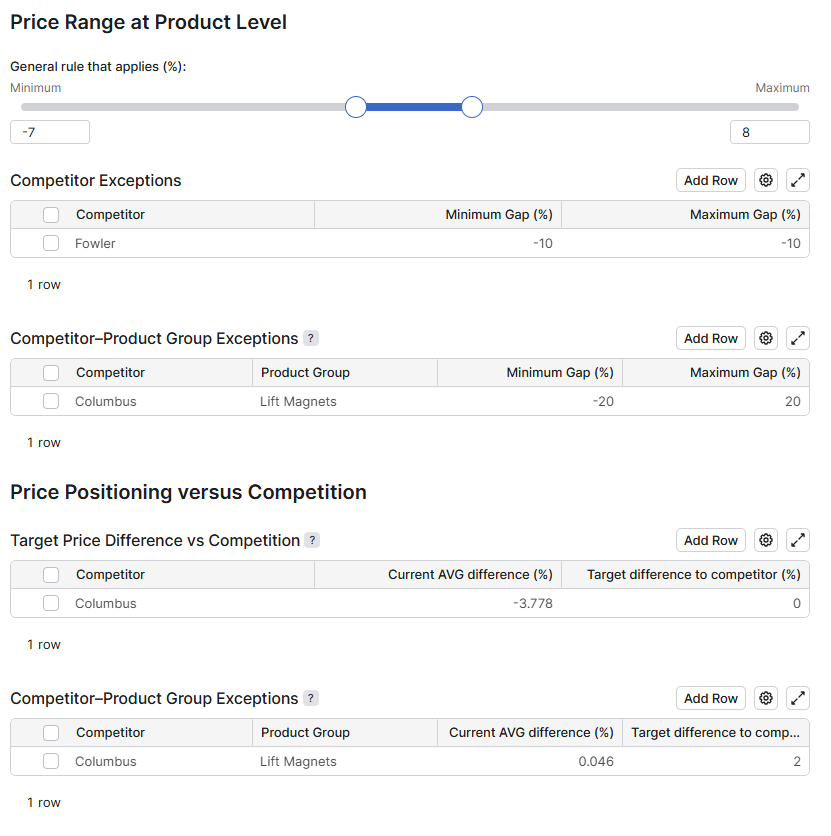 Price Range at Product Level
General rule that applies (%):
Minimum Maximum
-7 8
Competitor Exceptions Add Row
Competitor Minimum Gap (%) Maximum Gap (%)
Fowler -10 -10
1 row
Competitor–Product Group Exceptions ? Add Row
Competitor Product Group Minimum Gap (%) Maximum Gap (%)
Columbus Lift Magnets -20 20
1 row
Price Positioning versus Competition
Target Price Difference vs Competition ? Add Row
Competitor Current AVG difference (%) Target difference to competitor (%)
Columbus -3.778 0
1 row
Competitor–Product Group Exceptions ? Add Row
Competitor Product Group Current AVG difference (%) Target difference to comp...
Columbus Lift Magnets 0.046 2
1 row